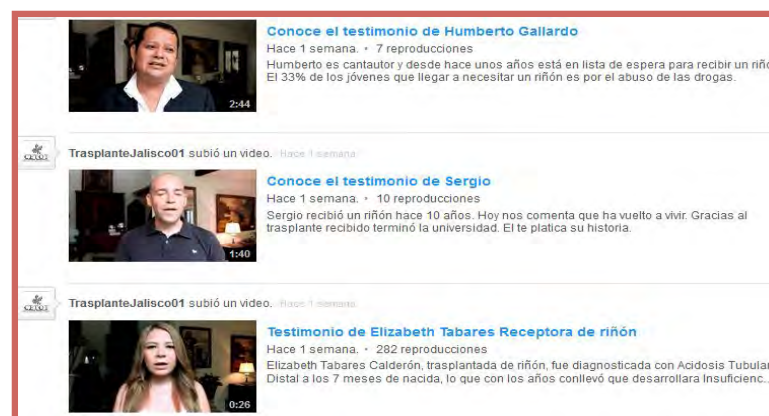 Conoce el testimonio de Humberto Gallardo
Hace 1 semana. • 7 reproducciones
Humberto es cantautor y desde hace unos años está en lista de espera para recibir un riño
El 33% de los jóvenes que llegar a necesitar un riñón es por el abuso de las drogas.
2:44
CETOT
TrasplanteJalisco01 subió un video. Hace 1 semana.
Conoce el testimonio de Sergio
Hace 1 semana. • 10 reproducciones
Sergio recibió un riñón hace 10 años. Hoy nos comenta que ha vuelto a vivir. Gracias al
trasplante recibido terminó la universidad. El te platica su historia.
1:40
CETOT
TrasplanteJalisco01 subió un video. Hace 1 semana.
Testimonio de Elizabeth Tabares Receptora de riñón
Hace 1 semana. • 282 reproducciones
Elizabeth Tabares Calderón, trasplantada de riñón, fue diagnosticada con Acidosis Tubular
Distal a los 7 meses de nacida, lo que con los años conllevó que desarrollara Insuficienc...
0:26